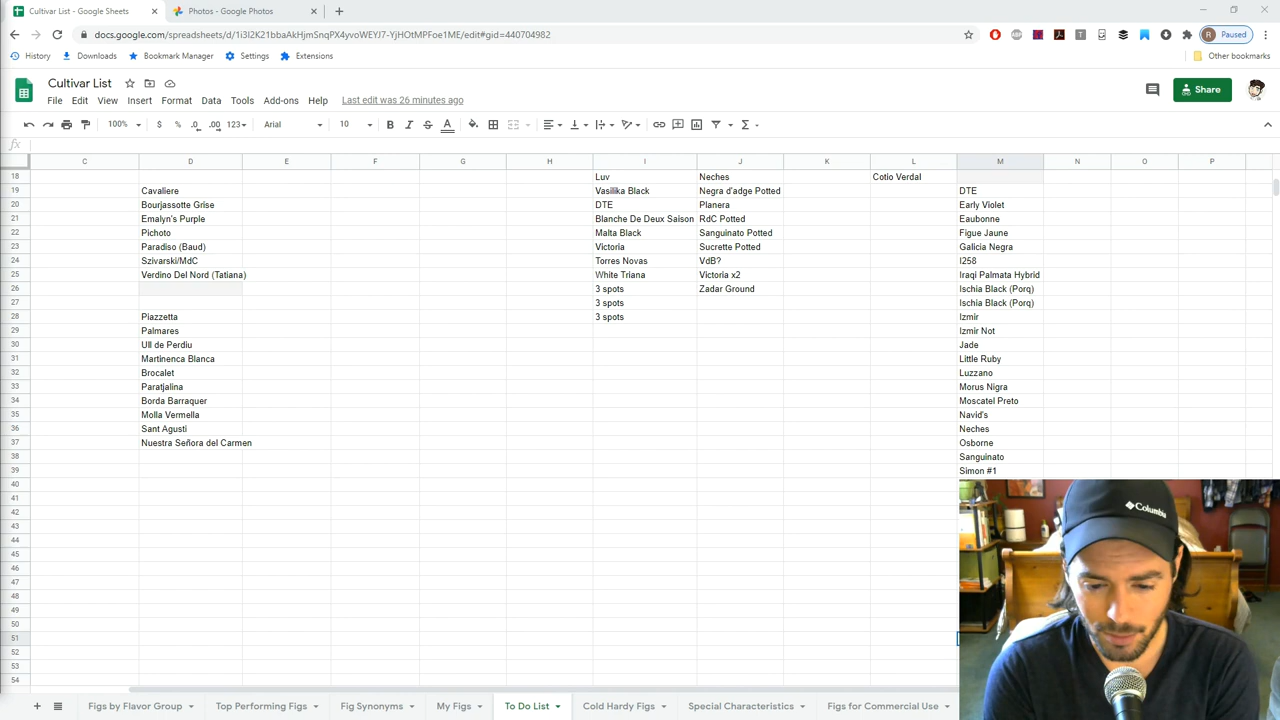 Cultivar List - Google Sheets
Photos - Google Photos
docs.google.com/spreadsheets/d/1i3I2K21bbaAkHjmSnqPX4yvoWEYJ7-YjHOtMPFoe1ME/edit#gid=440704982
R Paused
History Downloads Bookmark Manager Settings Extensions Other bookmarks
Cultivar List
File Edit View Insert Format Data Tools Add-ons Help Last edit was 26 minutes ago
Share
100% $ % .0 .00 123 Arial 10 B I S A
fx
C D E F G H I J K L M N O P
18 Luv Neches Cotio Verdal
19 Cavaliere Vasilika Black Negra d'adge Potted DTE
20 Bourjassotte Grise DTE Planera Early Violet
21 Emalyn's Purple Blanche De Deux Saison RdC Potted Eaubonne
22 Pichoto Malta Black Sanguinato Potted Figue Jaune
23 Paradiso (Baud) Victoria Sucrette Potted Galicia Negra
24 Szivarski/MdC Torres Novas VdB? I258
25 Verdino Del Nord (Tatiana) White Triana Victoria x2 Iraqi Palmata Hybrid
26 3 spots Zadar Ground Ischia Black (Porq)
27 3 spots Ischia Black (Porq)
28 Piazzetta 3 spots Izmir
29 Palmares Izmir Not
30 Ull de Perdiu Jade
31 Martinenca Blanca Little Ruby
32 Brocalet Luzzano
33 Paratjalina Morus Nigra
34 Borda Barraquer Moscatel Preto
35 Molla Vermella Navid's
36 Sant Agusti Neches
37 Nuestra Señora del Carmen Osborne
38 Sanguinato
39 Simon #1
40
41
42
43
44
45
46
47
48
49
50
51
52
53
54
Columbia
Figs by Flavor Group Top Performing Figs Fig Synonyms My Figs To Do List Cold Hardy Figs Special Characteristics Figs for Commercial Use